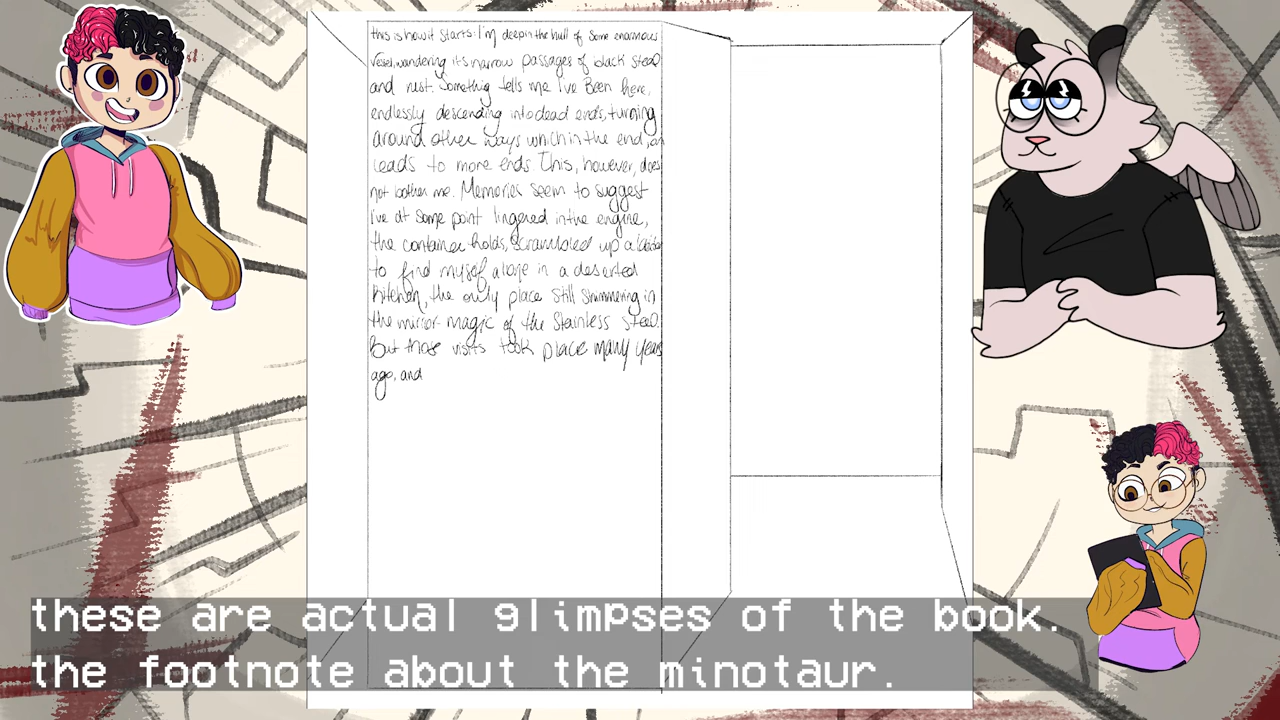 this is how it starts: I'm deep in the hull of some enormous
vessel, wandering its narrow passages of black steel
and rust. Something tells me I've Been here,
endlessly descending into dead ends, turning
around other ways which in the end, on
Leads to more ends. This, however, does
not bother me. Memories seem to suggest
I've at some point lingered in the engine,
the container holds, scrambled up a ladder
to find myself alone in a deserted
kitchen, the only place still shimmering in
the mirror magic of the Stainless Steel.
But those visits took place many years
ago, and
these are actual glimpses of the book.
the footnote about the minotaur.